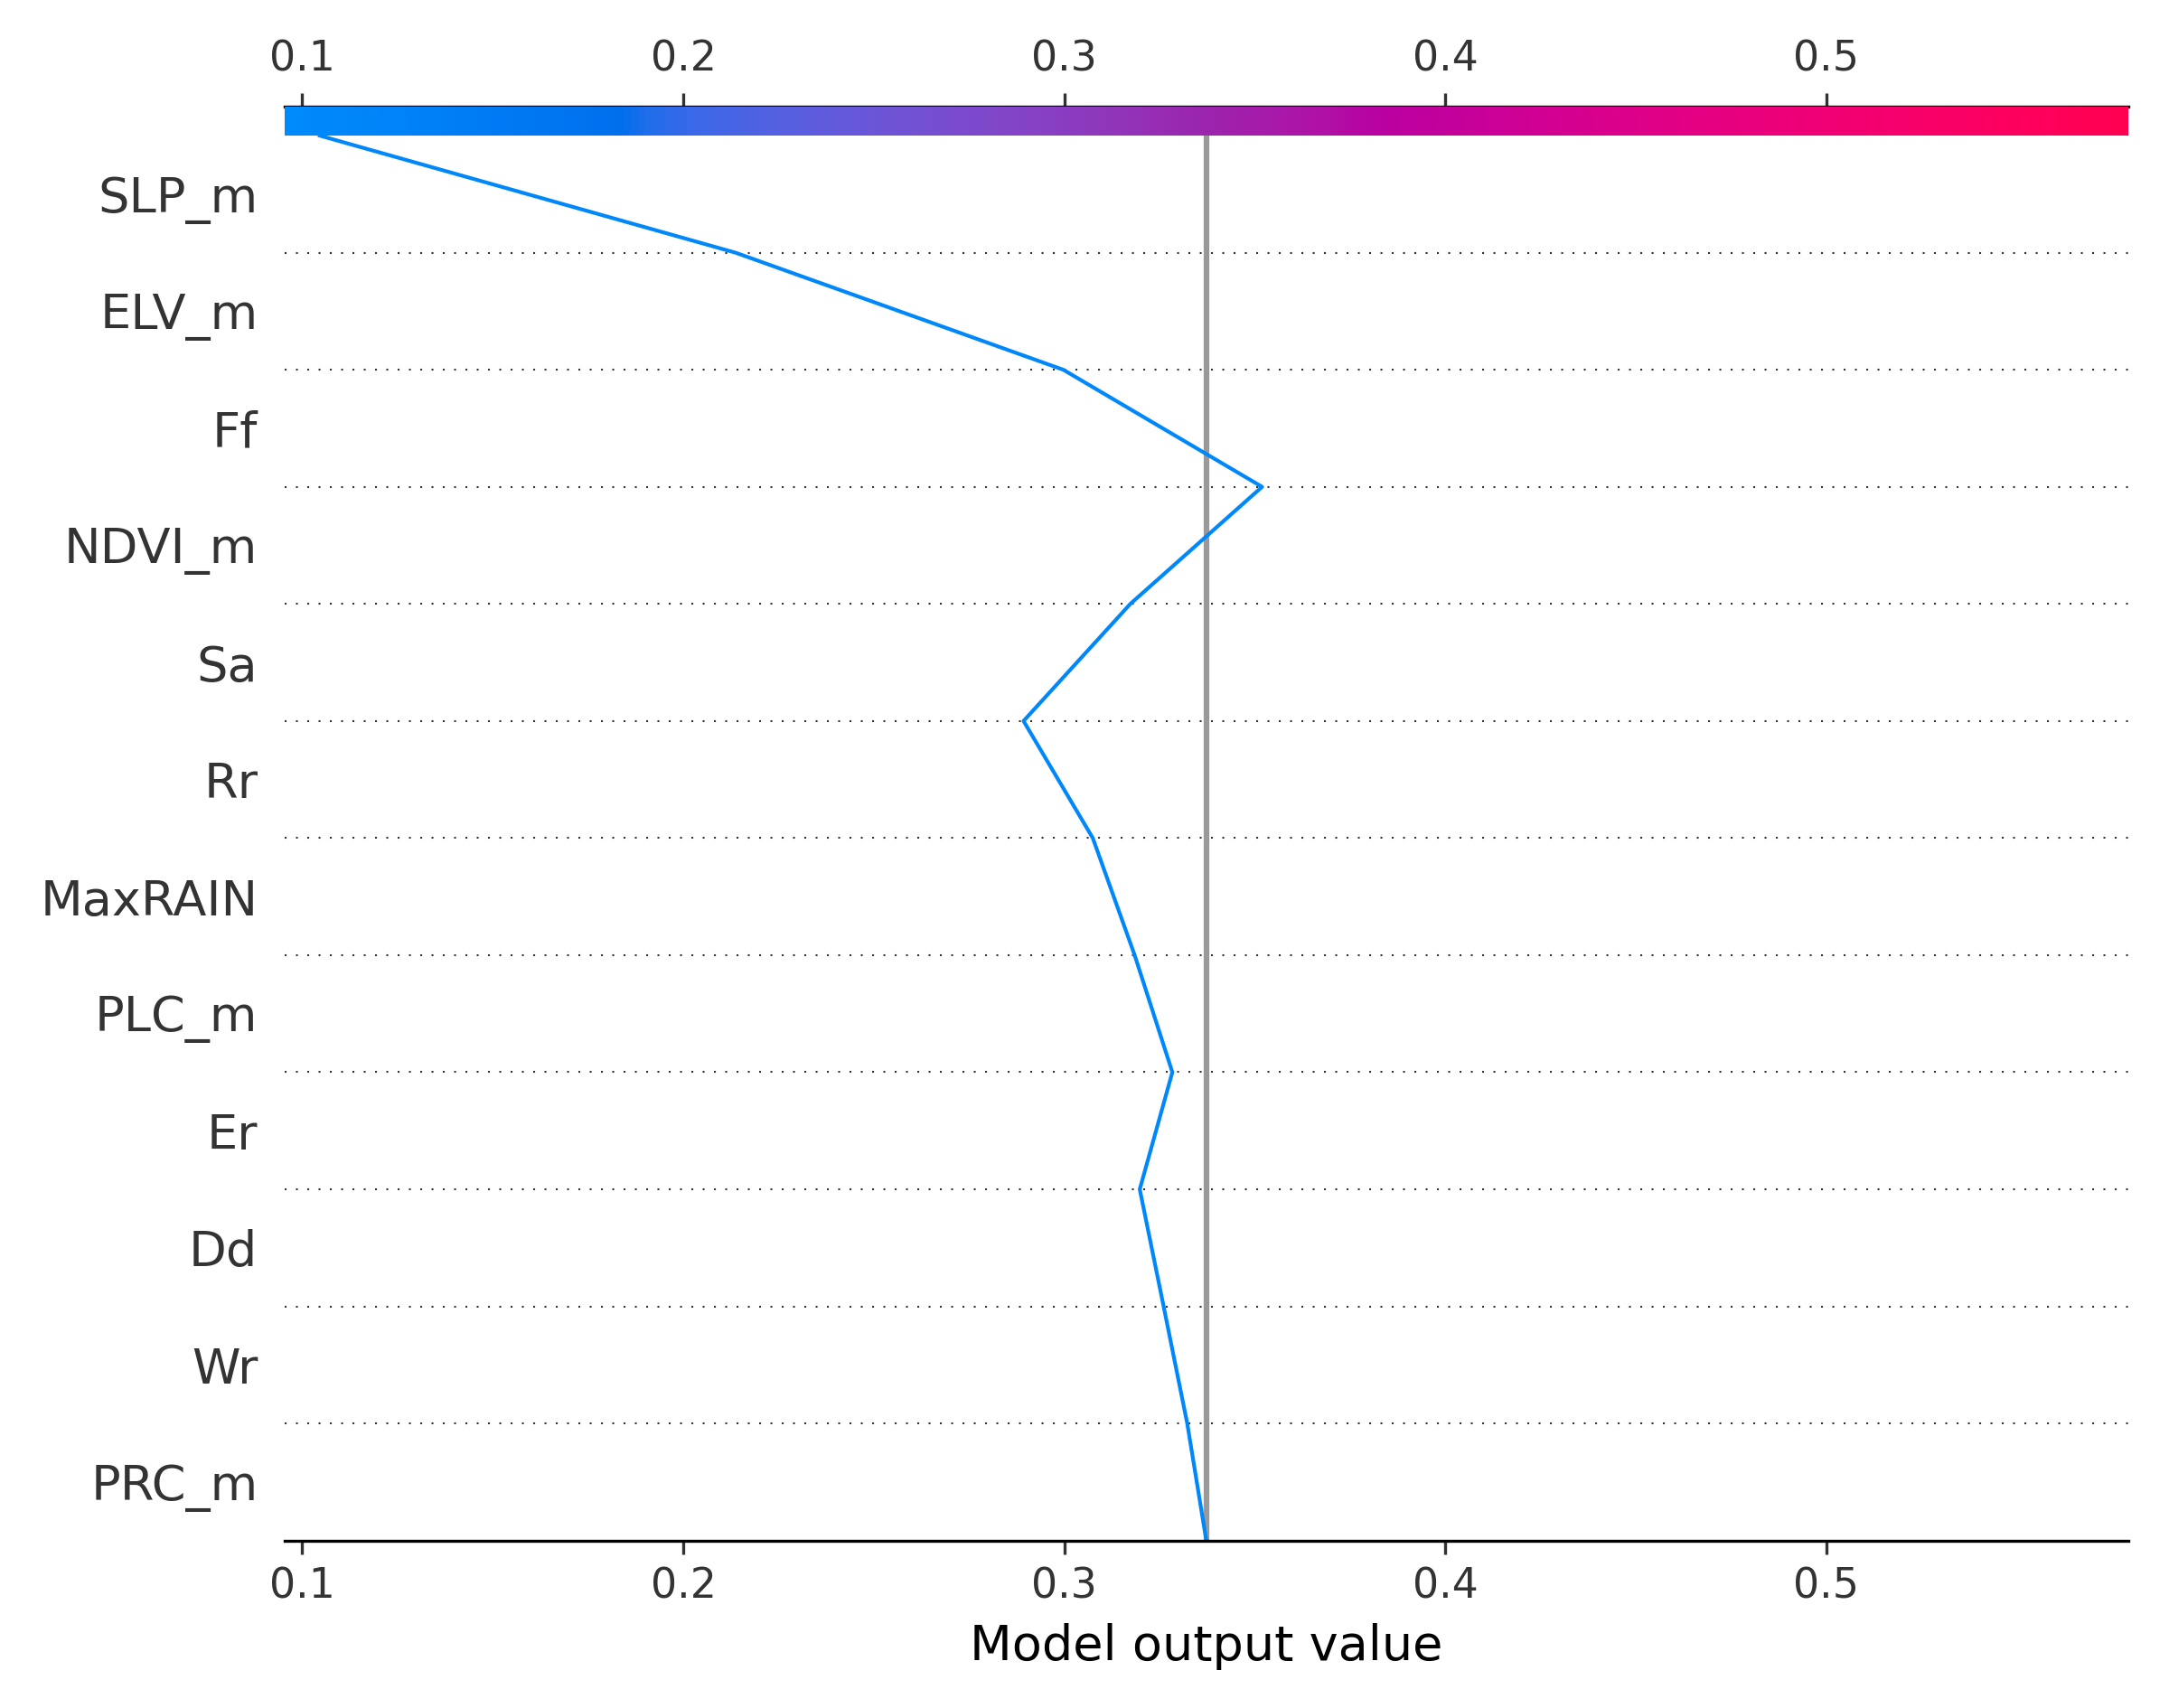 0.1 0.2 0.3 0.4 0.5
SLP_m
ELV_m
Ff
NDVI_m
Sa
Rr
MaxRAIN
PLC_m
Er
Dd
Wr
PRC_m
0.1 0.2 0.3 0.4 0.5
Model output value